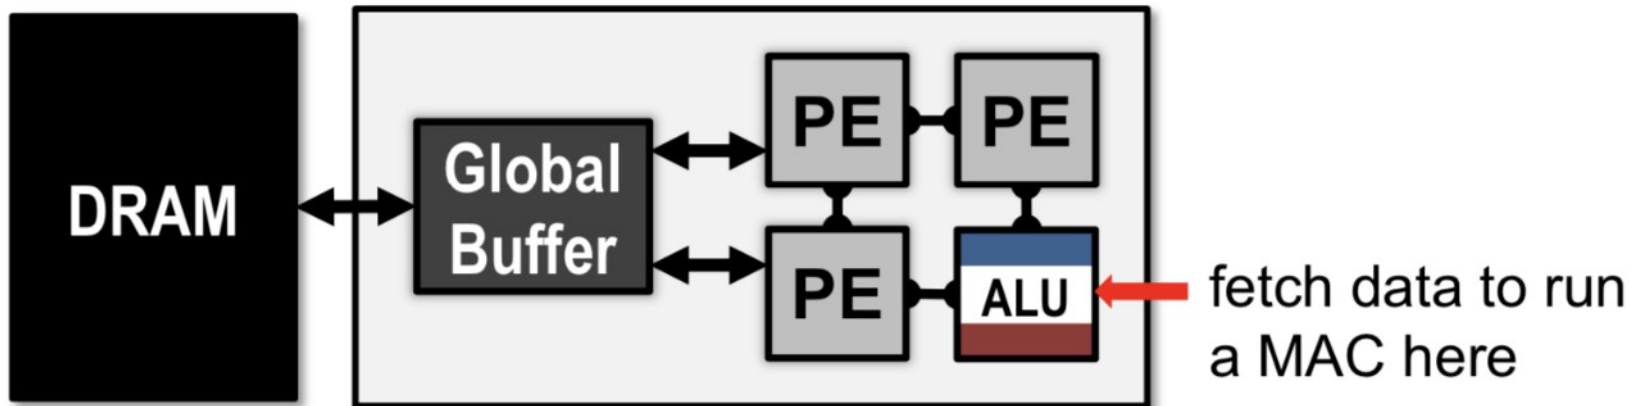 DRAM
Global
Buffer
PE
PE
PE
ALU
fetch data to run
a MAC here